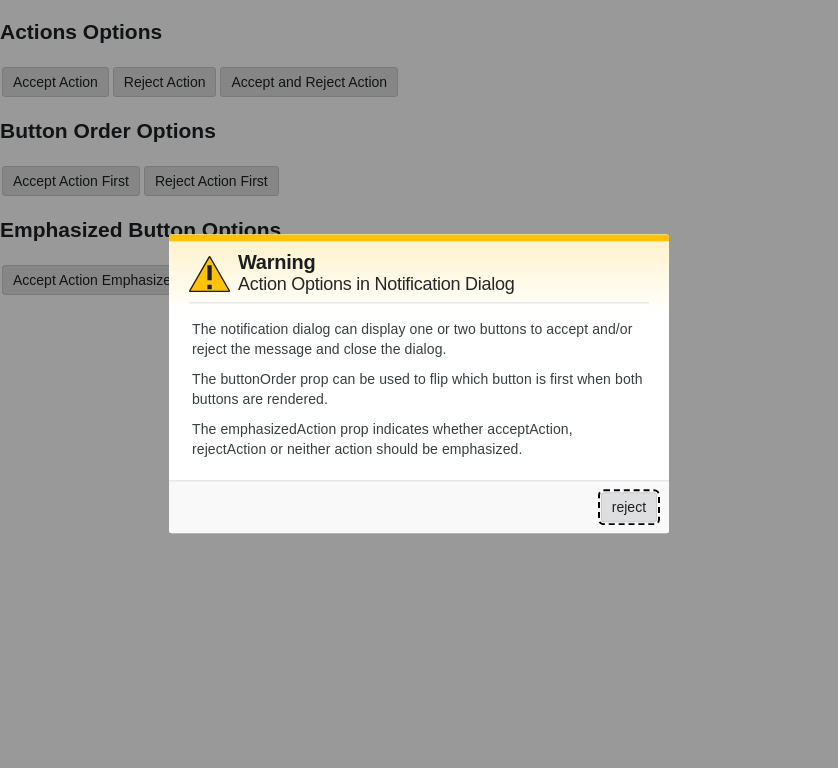 Actions Options
Accept Action
Reject Action
Accept and Reject Action
Button Order Options
Accept Action First
Reject Action First
Emphasized Button Options
Accept Action Emphasize
Warning
Action Options in Notification Dialog
The notification dialog can display one or two buttons to accept and/or
reject the message and close the dialog.
The buttonOrder prop can be used to flip which button is first when both
buttons are rendered.
The emphasizedAction prop indicates whether acceptAction,
rejectAction or neither action should be emphasized.
reject